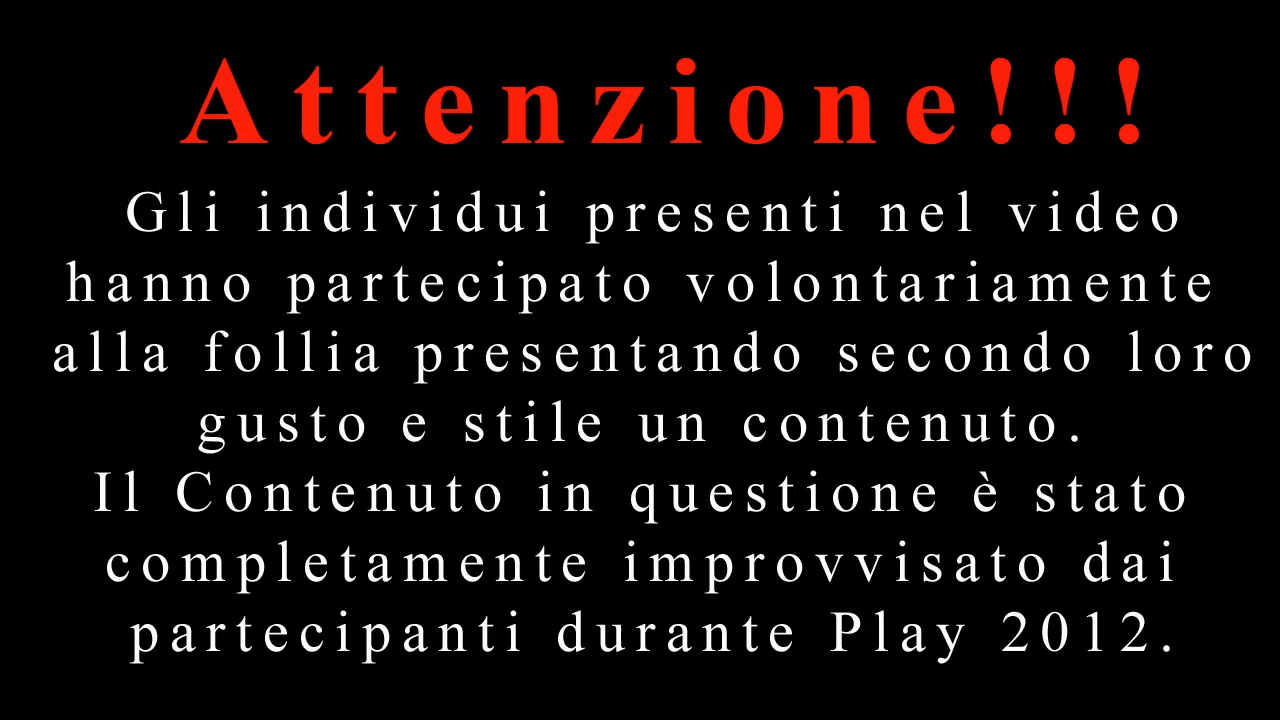 Attenzione!!!
Gli individui presenti nel video
hanno partecipato volontariamente
alla follia presentando secondo loro
gusto e stile un contenuto.
Il Contenuto in questione è stato
completamente improvvisato dai
partecipanti durante Play 2012.